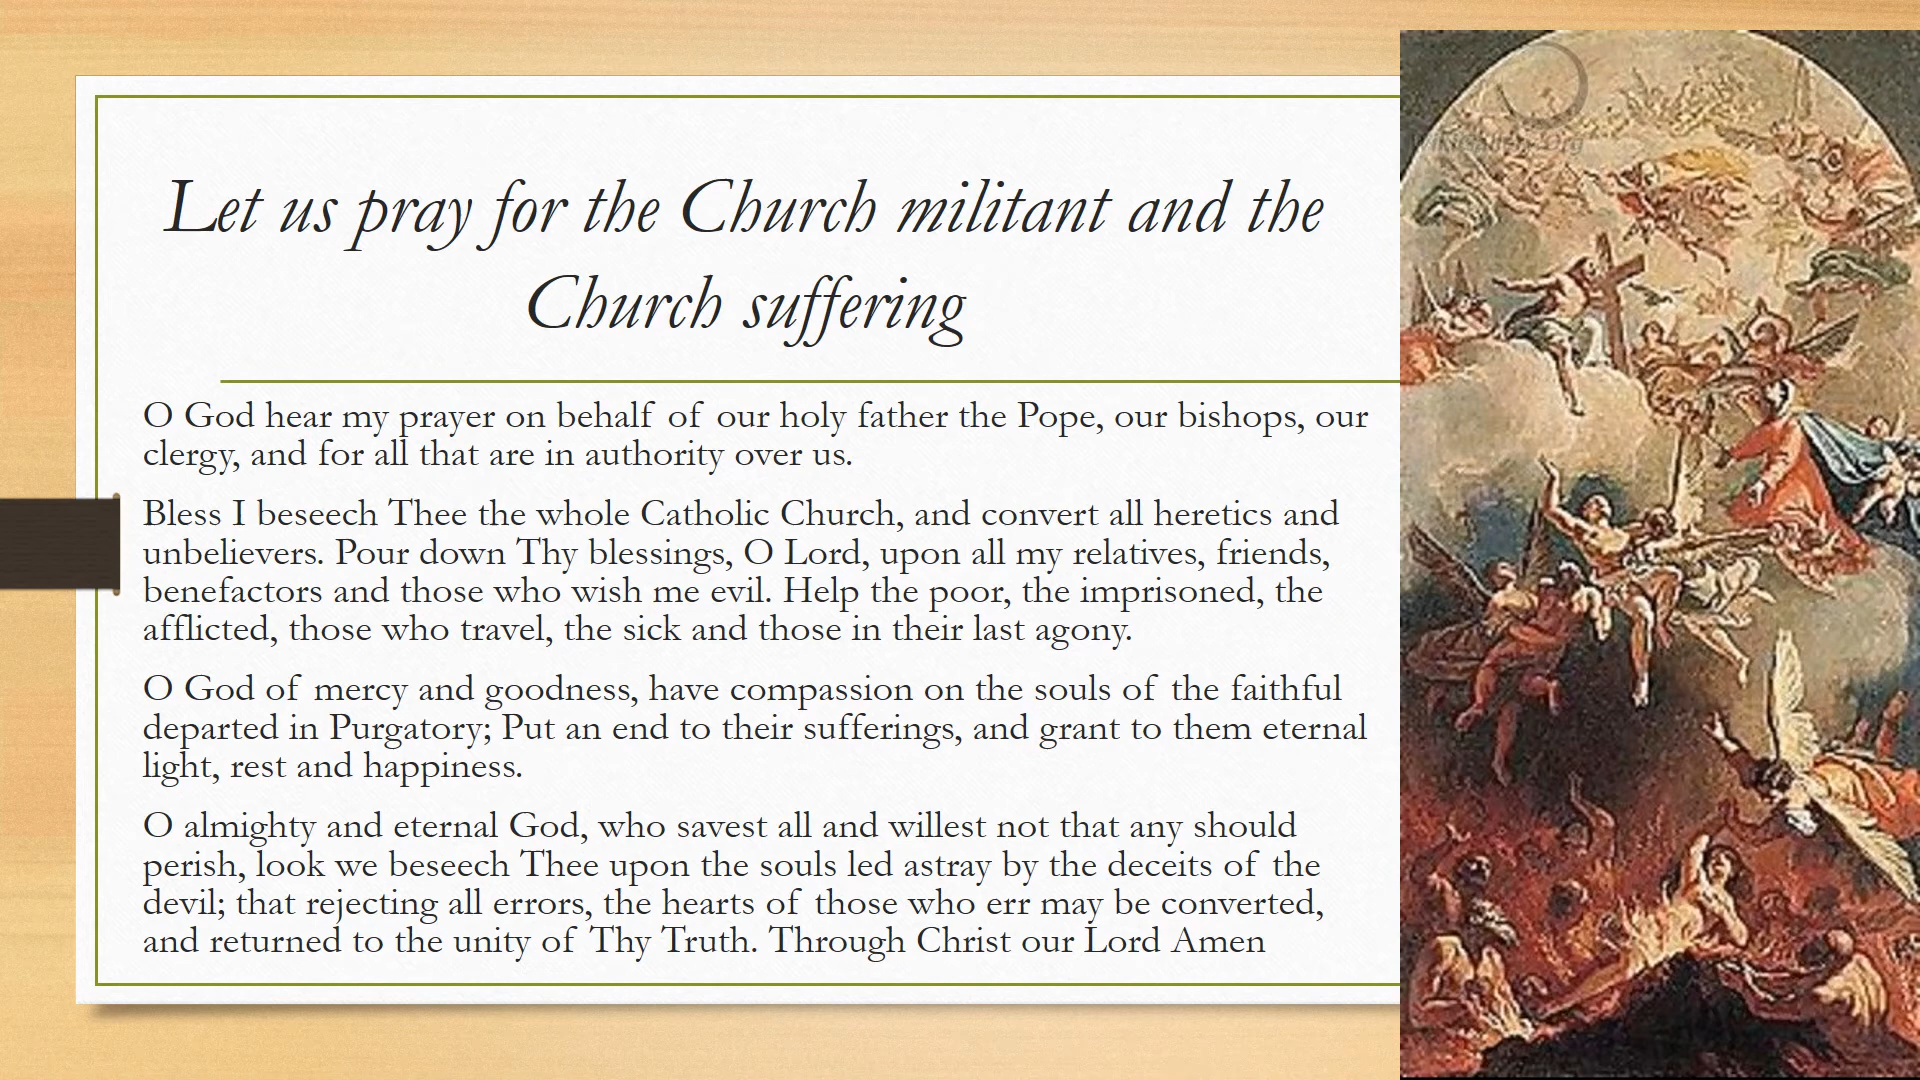 Let us pray for the Church militant and the
Church suffering
O God hear my prayer on behalf of our holy father the Pope, our bishops, our
clergy, and for all that are in authority over us.
Bless I beseech Thee the whole Catholic Church, and convert all heretics and
unbelievers. Pour down Thy blessings, O Lord, upon all my relatives, friends,
benefactors and those who wish me evil. Help the poor, the imprisoned, the
afflicted, those who travel, the sick and those in their last agony.
O God of mercy and goodness, have compassion on the souls of the faithful
departed in Purgatory; Put an end to their sufferings, and grant to them eternal
light, rest and happiness.
O almighty and eternal God, who savest all and willest not that any should
perish, look we beseech Thee upon the souls led astray by the deceits of the
devil; that rejecting all errors, the hearts of those who err may be converted,
and returned to the unity of Thy Truth. Through Christ our Lord Amen